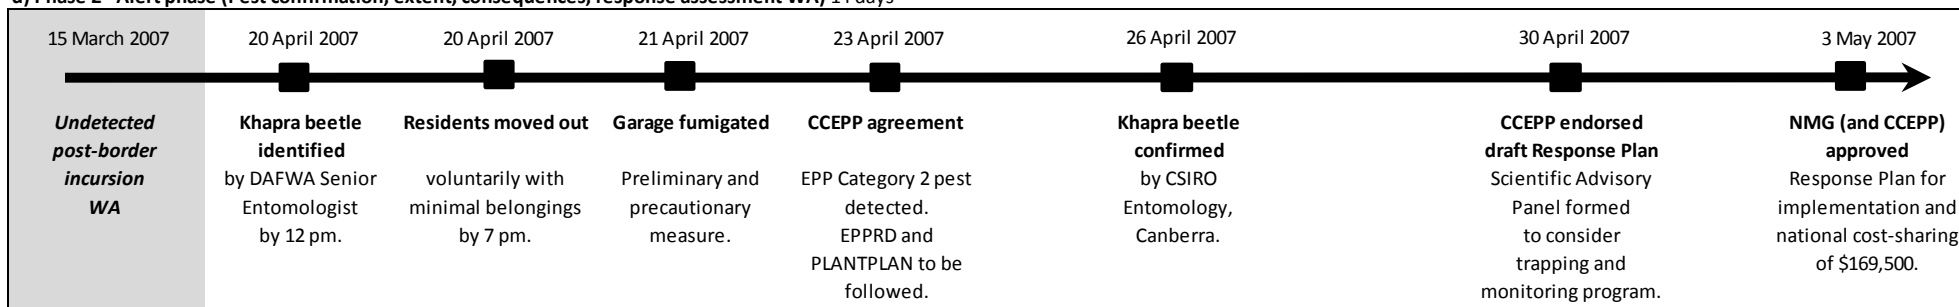 a) Phase 2 - Alert phase (Pest confirmation, extent, consequences, response assessment WA) 14 days
15 March 2007
20 April 2007
20 April 2007
21 April 2007
23 April 2007
26 April 2007
30 April 2007
3 May 2007
Undetected
post-border
incursion
WA
Khapra beetle
identified
by DAFWA Senior
Entomologist
by 12 pm.
Residents moved out
voluntarily with
minimal belongings
by 7 pm.
Garage fumigated
Preliminary and
precautionary
measure.
CCEPP agreement
EPP Category 2 pest
detected.
EPPRD and
PLANTPLAN to be
followed.
Khapra beetle
confirmed
by CSIRO
Entomology,
Canberra.
CCEPP endorsed
draft Response Plan
Scientific Advisory
Panel formed
to consider
trapping and
monitoring program.
NMG (and CCEPP)
approved
Response Plan for
implementation and
national cost-sharing
of $169,500.